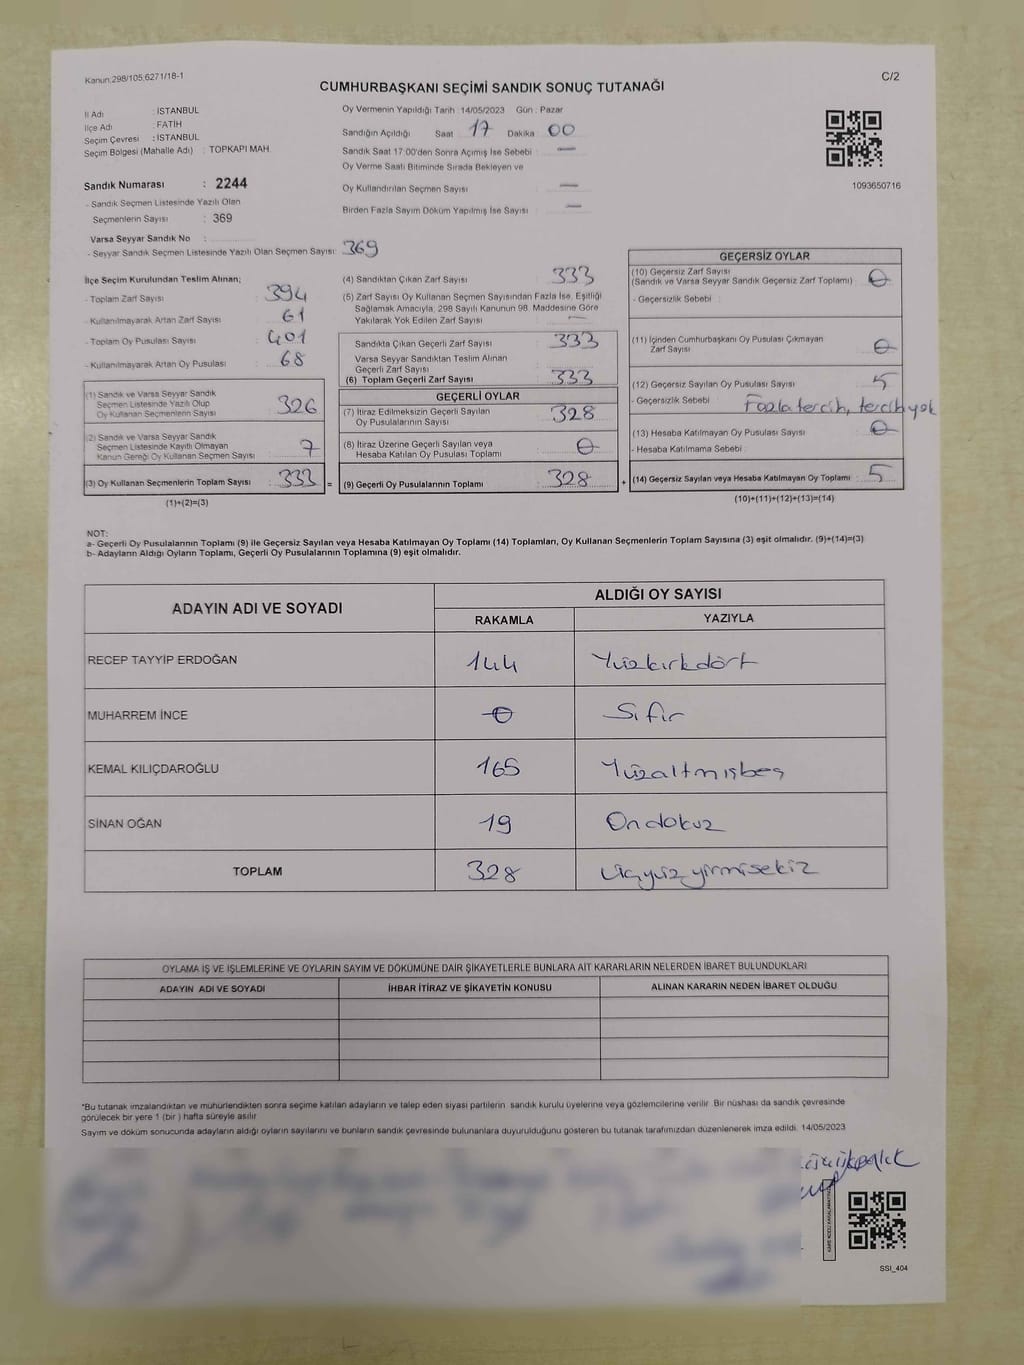 Kanun:298/105,6271/18-1
C/2
CUMHURBAŞKANI SEÇİMİ SANDIK SONUÇ TUTANAĞI
İl Adı : İSTANBUL
İlçe Adı : FATİH
Seçim Çevresi : İSTANBUL
Seçim Bölgesi (Mahalle Adı) : TOPKAPI MAH.
Sandık Numarası : 2244
- Sandık Seçmen Listesinde Yazılı Olan
Seçmenlerin Sayısı : 369
Varsa Seyyar Sandık No :
- Seyyar Sandık Seçmen Listesinde Yazılı Olan Seçmen Sayısı: 369
Oy Vermenin Yapıldığı Tarih : 14/05/2023 Gün : Pazar
Sandığın Açıldığı Saat 17 Dakika 00
Sandık Saat 17:00'den Sonra Açımış İse Sebebi : —
Oy Verme Saati Bitiminde Sırada Bekleyen ve
Oy Kullandırılan Seçmen Sayısı : —
Birden Fazla Sayım Döküm Yapılmış İse Sayısı : —
1093650716
İlçe Seçim Kurulundan Teslim Alınan;
- Toplam Zarf Sayısı : 394
- Kullanılmayarak Artan Zarf Sayısı : 61
- Toplam Oy Pusulası Sayısı : 401
- Kullanılmayarak Artan Oy Pusulası : 68
(1) Sandık ve Varsa Seyyar Sandık
Seçmen Listesinde Yazılı Olup
Oy Kullanan Seçmenlerin Sayısı : 326
(2) Sandık ve Varsa Seyyar Sandık
Seçmen Listesinde Kayıtlı Olmayan
Kanun Gereği Oy Kullanan Seçmen Sayısı : 7
(3) Oy Kullanan Seçmenlerin Toplam Sayısı : 333 =
(1)+(2)=(3)
(4) Sandıktan Çıkan Zarf Sayısı : 333
(5) Zarf Sayısı Oy Kullanan Seçmen Sayısından Fazla İse, Eşitliği
Sağlamak Amacıyla, 298 Sayılı Kanunun 98. Maddesine Göre
Yakılarak Yok Edilen Zarf Sayısı : —
Sandıkta Çıkan Geçerli Zarf Sayısı : 333
Varsa Seyyar Sandıktan Teslim Alınan
Geçerli Zarf Sayısı :
(6) Toplam Geçerli Zarf Sayısı : 333
GEÇERLİ OYLAR
(7) İtiraz Edilmeksizin Geçerli Sayılan
Oy Pusulalarının Sayısı : 328
(8) İtiraz Üzerine Geçerli Sayılan veya
Hesaba Katılan Oy Pusulası Toplamı : 0
(9) Geçerli Oy Pusulalarının Toplamı : 328 +
GEÇERSİZ OYLAR
(10) Geçersiz Zarf Sayısı
(Sandık ve Varsa Seyyar Sandık Geçersiz Zarf Toplamı) : 0
- Geçersizlik Sebebi :
(11) İçinden Cumhurbaşkanı Oy Pusulası Çıkmayan
Zarf Sayısı : 0
(12) Geçersiz Sayılan Oy Pusulası Sayısı : 5
- Geçersizlik Sebebi : Fazla tercih, tercih yok
(13) Hesaba Katılmayan Oy Pusulası Sayısı : 0
- Hesaba Katılmama Sebebi :
(14) Geçersiz Sayılan veya Hesaba Katılmayan Oy Toplamı : 5
(10)+(11)+(12)+(13)=(14)
NOT:
a- Geçerli Oy Pusulalarının Toplamı (9) ile Geçersiz Sayılan veya Hesaba Katılmayan Oy Toplamı (14) Toplamları, Oy Kullanan Seçmenlerin Toplam Sayısına (3) eşit olmalıdır. (9)+(14)=(3)
b- Adayların Aldığı Oyların Toplamı, Geçerli Oy Pusulalarının Toplamına (9) eşit olmalıdır.
ADAYIN ADI VE SOYADI
ALDIĞI OY SAYISI
RAKAMLA YAZIYLA
RECEP TAYYİP ERDOĞAN 144 Yüzkırkdört
MUHARREM İNCE 0 Sıfır
KEMAL KILIÇDAROĞLU 165 Yüzaltmışbeş
SİNAN OĞAN 19 Ondokuz
TOPLAM 328 Üçyüzyirmisekiz
OYLAMA İŞ VE İŞLEMLERİNE VE OYLARIN SAYIM VE DÖKÜMÜNE DAİR ŞİKAYETLERLE BUNLARA AİT KARARLARIN NELERDEN İBARET BULUNDUKLARI
ADAYIN ADI VE SOYADI İHBAR İTİRAZ VE ŞİKAYETİN KONUSU ALINAN KARARIN NEDEN İBARET OLDUĞU
*Bu tutanak imzalandıktan ve mühürlendikten sonra seçime katılan adayların ve talep eden siyasi partilerin sandık kurulu üyelerine veya gözlemcilerine verilir. Bir nüshası da sandık çevresinde
görülecek bir yere 1 (bir) hafta süreyle asılır
Sayım ve döküm sonucunda adayların aldığı oyların sayılarını ve bunların sandık çevresinde bulunanlara duyurulduğunu gösteren bu tutanak tarafımızdan düzenlenerek imza edildi. 14/05/2023
SSI_404